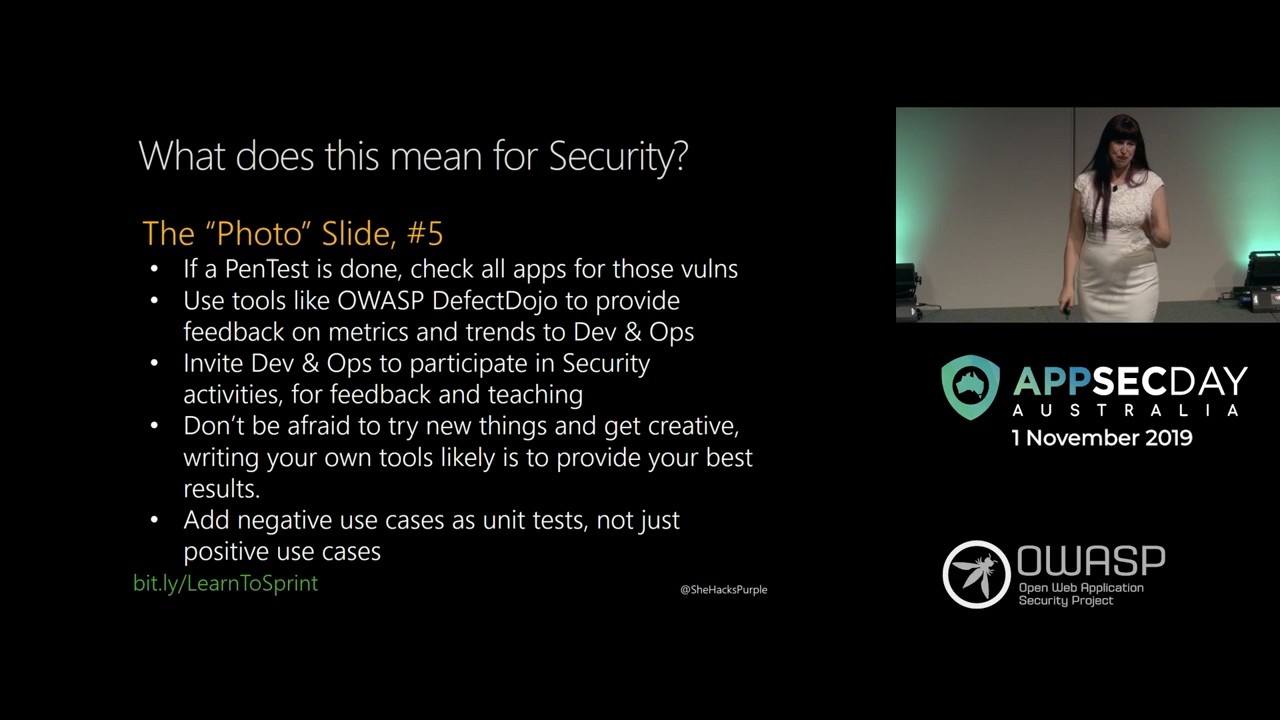 What does this mean for Security?
The “Photo” Slide, #5
• If a PenTest is done, check all apps for those vulns
• Use tools like OWASP DefectDojo to provide
feedback on metrics and trends to Dev & Ops
• Invite Dev & Ops to participate in Security
activities, for feedback and teaching
• Don’t be afraid to try new things and get creative,
writing your own tools likely is to provide your best
results.
• Add negative use cases as unit tests, not just
positive use cases
bit.ly/LearnToSprint
@SheHacksPurple
APPSECDAY
AUSTRALIA
1 November 2019
OWASP
Open Web Application
Security Project